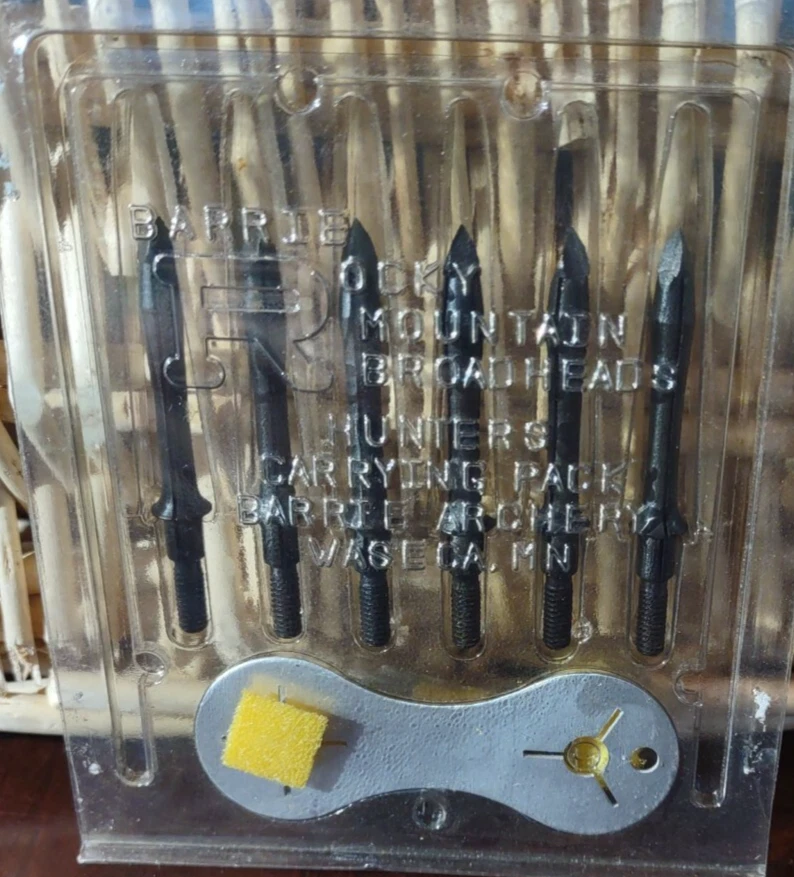 BARRIE
ROCKY
MOUNTAIN
BROADHEADS
HUNTERS
CARRYING PACK
BARRIE ARCHERY
WASECA, MN